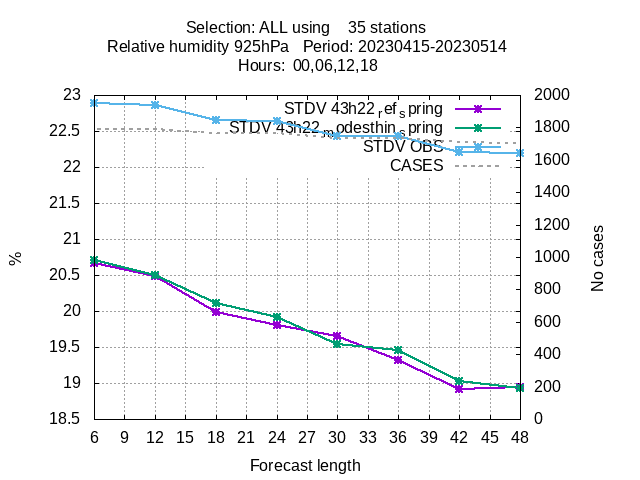 Selection: ALL using 35 stations
Relative humidity 925hPa Period: 20230415-20230514
Hours: 00,06,12,18
STDV 43h22refspring
STDV 43h22modesthinspring
STDV OBS
CASES
23
22.5
22
21.5
21
20.5
20
19.5
19
18.5
%
2000
1800
1600
1400
1200
1000
800
600
400
200
0
No cases
6 9 12 15 18 21 24 27 30 33 36 39 42 45 48
Forecast length